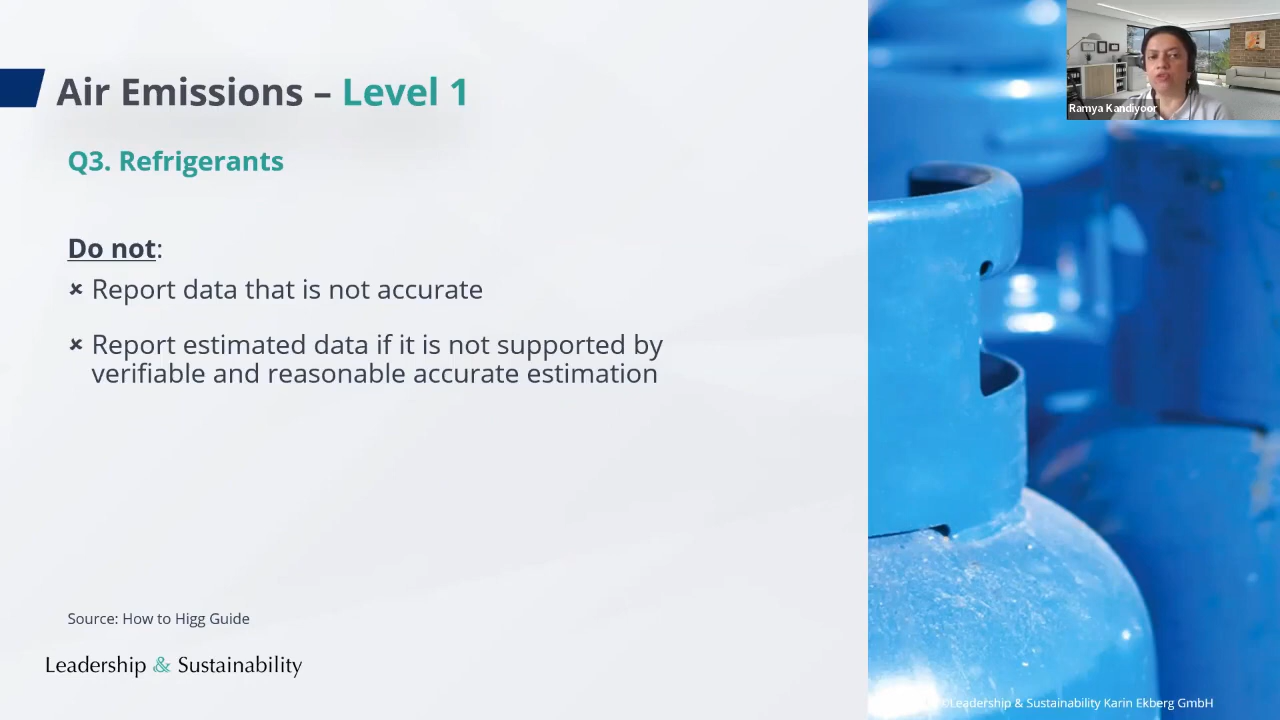 Air Emissions – Level 1
Q3. Refrigerants
Do not:
✘ Report data that is not accurate
✘ Report estimated data if it is not supported by
verifiable and reasonable accurate estimation
Source: How to Higg Guide
Leadership & Sustainability
Ramya Kandiyoor
©Leadership & Sustainability Karin Ekberg GmbH